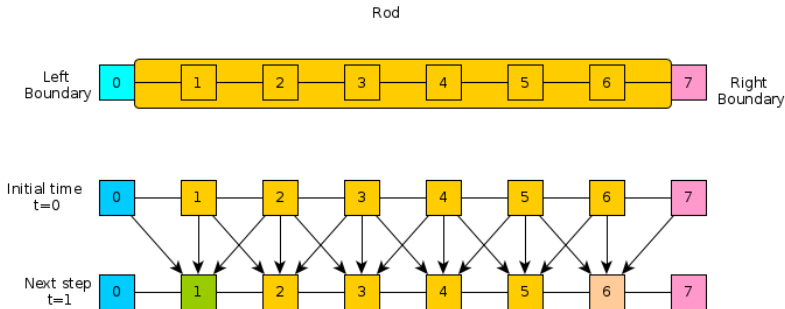 Rod
Left
Boundary
0 1 2 3 4 5 6 7
Right
Boundary
Initial time
t=0
0 1 2 3 4 5 6 7
Next step
t=1
0 1 2 3 4 5 6 7